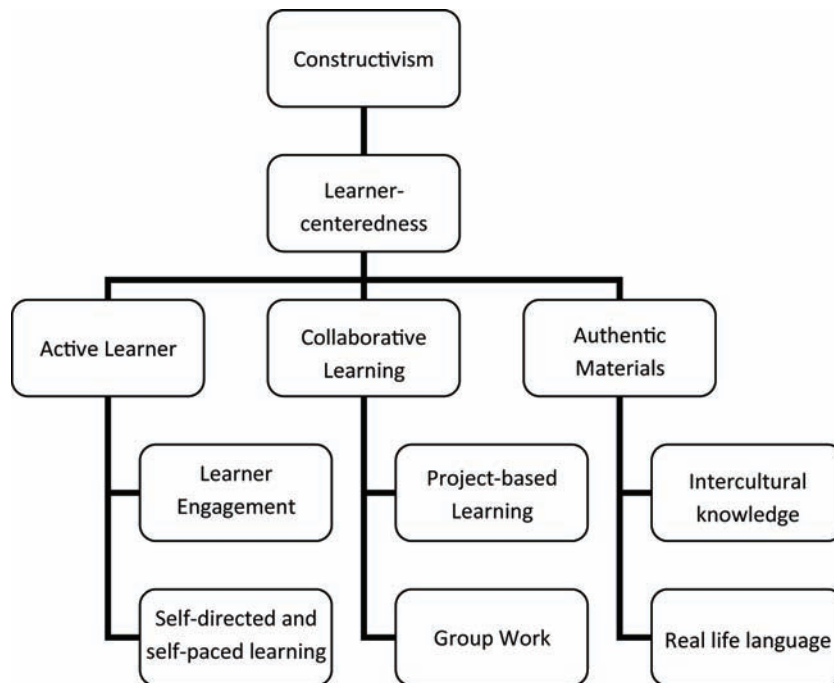 Constructivism
Learner-
centeredness
Active Learner
Collaborative
Learning
Authentic
Materials
Learner
Engagement
Project-based
Learning
Intercultural
knowledge
Self-directed and
self-paced learning
Group Work
Real life language